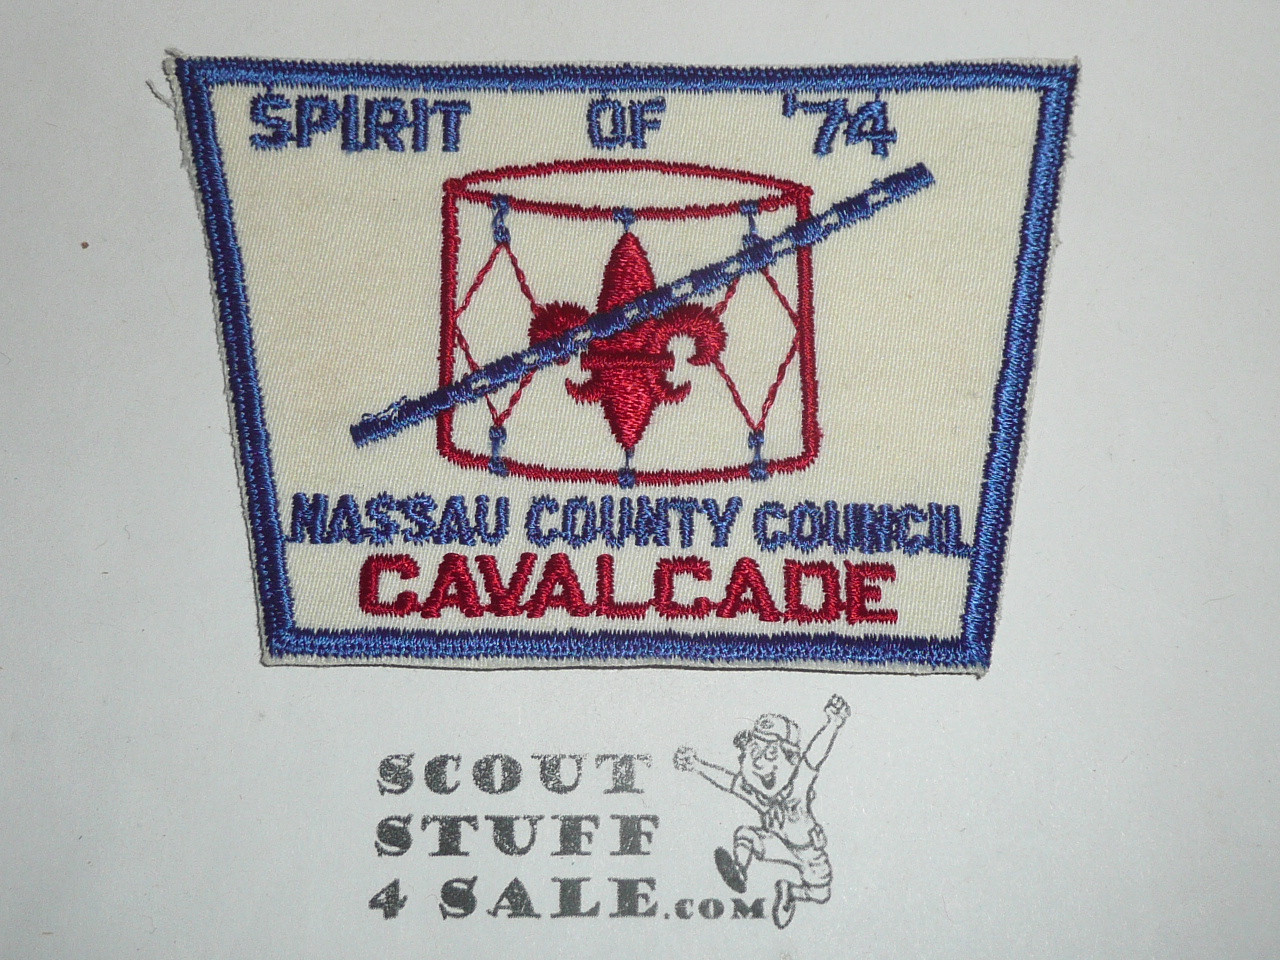 SPIRIT OF '74
NASSAU COUNTY COUNCIL
CAVALCADE
SCOUT
STUFF
4 SALE.COM